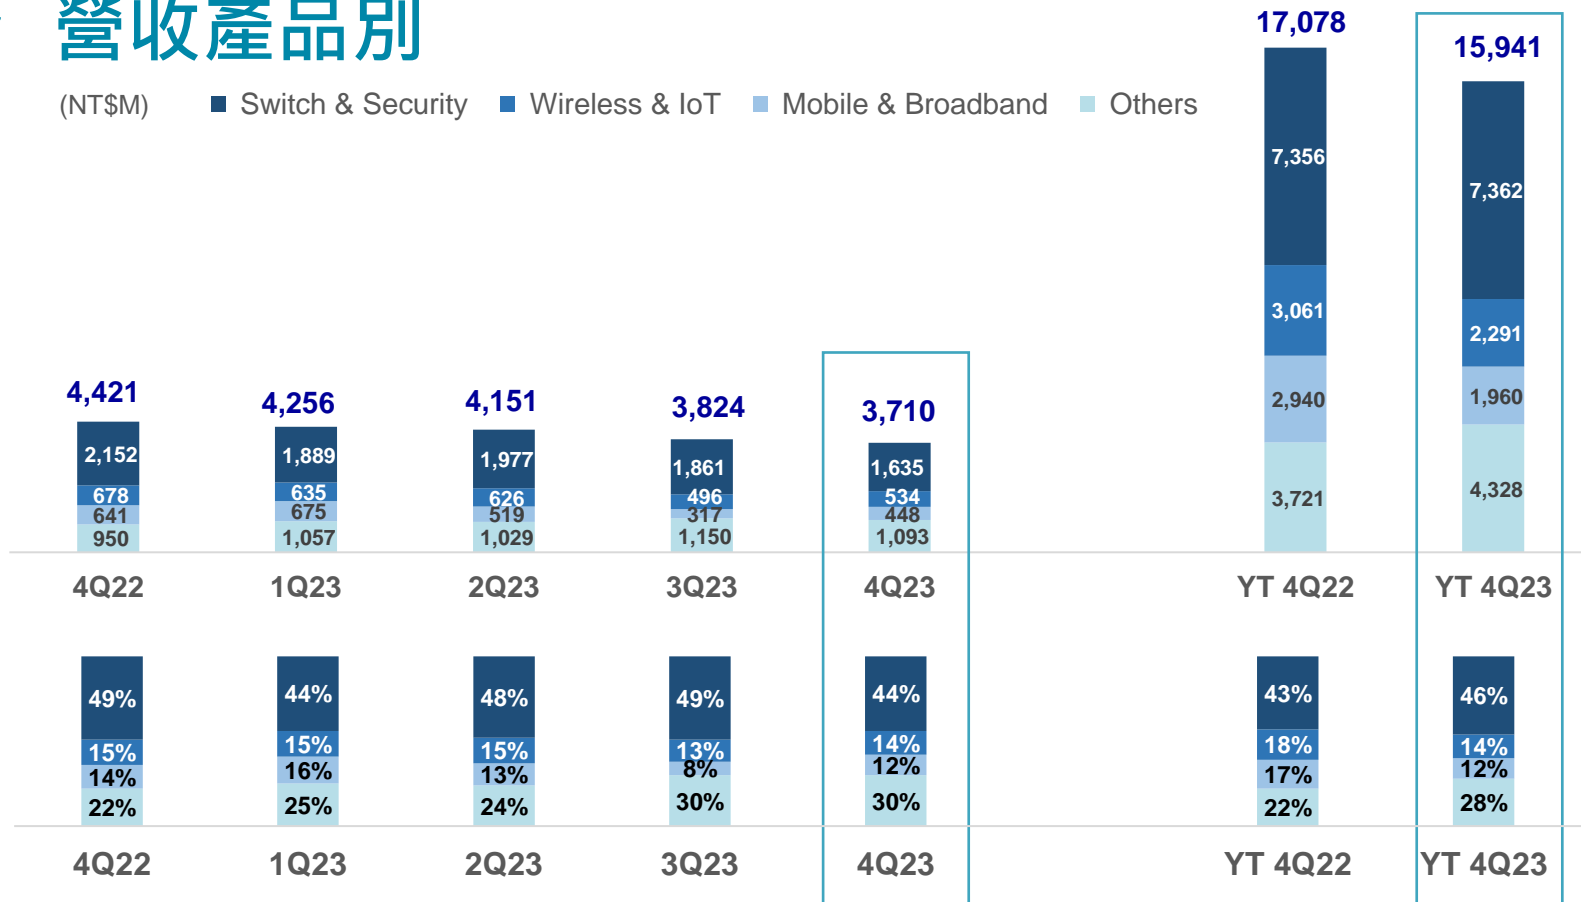 營收產品別
(NT$M) Switch & Security Wireless & IoT Mobile & Broadband Others
17,078 15,941
7,356 7,362
3,061 2,291
2,940 1,960
3,721 4,328
4,421 4,256 4,151 3,824 3,710
2,152 1,889 1,977 1,861 1,635
678 635 626 496 534
641 675 519 317 448
950 1,057 1,029 1,150 1,093
4Q22 1Q23 2Q23 3Q23 4Q23 YT 4Q22 YT 4Q23
49% 44% 48% 49% 44% 43% 46%
15% 15% 15% 13% 14% 18% 14%
14% 16% 13% 8% 12% 17% 12%
22% 25% 24% 30% 30% 22% 28%
4Q22 1Q23 2Q23 3Q23 4Q23 YT 4Q22 YT 4Q23